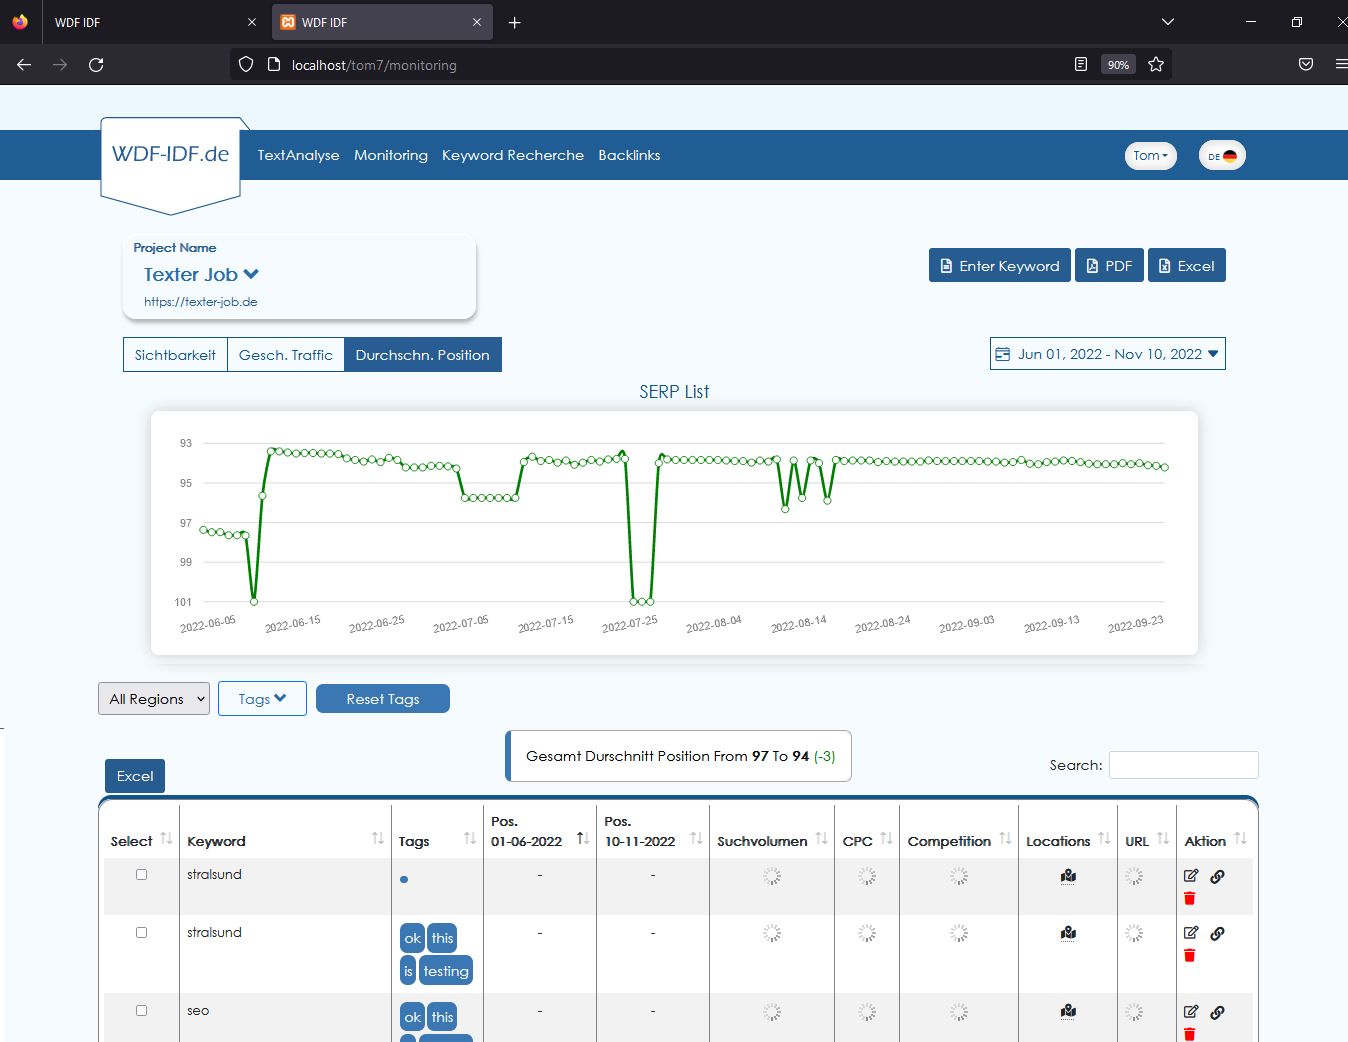 WDF IDF
WDF IDF
localhost/tom7/monitoring
90%
WDF-IDF.de
TextAnalyse Monitoring Keyword Recherche Backlinks
Tom
DE
Project Name
Texter Job
https://texter-job.de
Enter Keyword
PDF
Excel
Sichtbarkeit
Gesch. Traffic
Durchschn. Position
Jun 01, 2022 - Nov 10, 2022
SERP List
93
95
97
99
101
2022-06-05 2022-06-15 2022-06-25 2022-07-05 2022-07-15 2022-07-25 2022-08-04 2022-08-14 2022-08-24 2022-09-03 2022-09-13 2022-09-23
All Regions
Tags
Reset Tags
Gesamt Durschnitt Position From 97 To 94 (-3)
Excel
Search:
Select Keyword Tags Pos. 01-06-2022 Pos. 10-11-2022 Suchvolumen CPC Competition Locations URL Aktion
stralsund - -
stralsund ok this - -
is testing
seo ok this - -